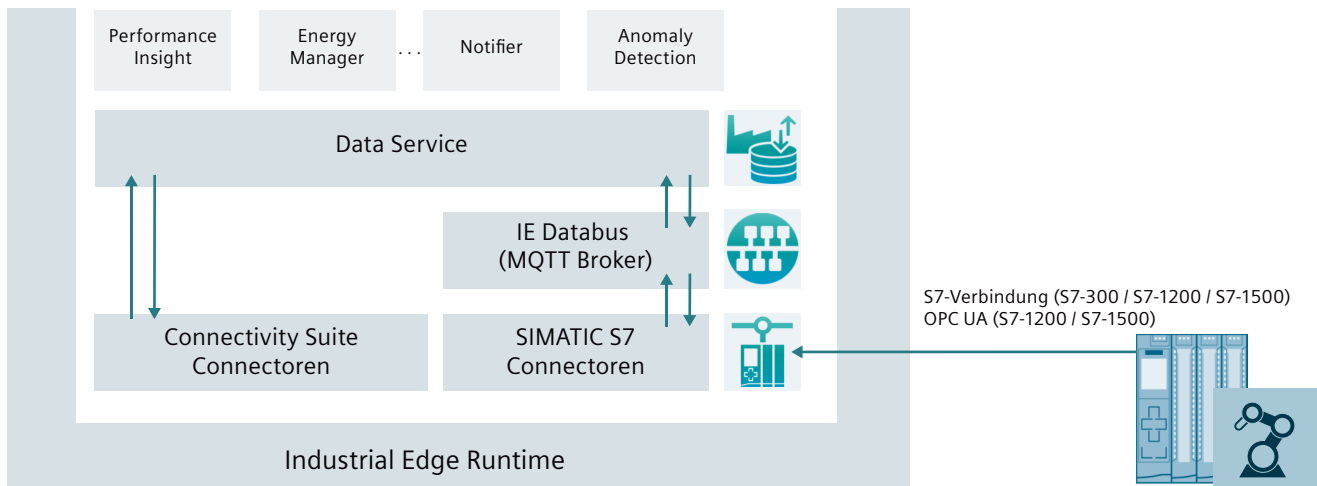 Performance
Insight
Energy
Manager
...
Notifier
Anomaly
Detection
Data Service
IE Databus
(MQTT Broker)
S7-Verbindung (S7-300 / S7-1200 / S7-1500)
OPC UA (S7-1200 / S7-1500)
Connectivity Suite
Connectoren
SIMATIC S7
Connectoren
Industrial Edge Runtime